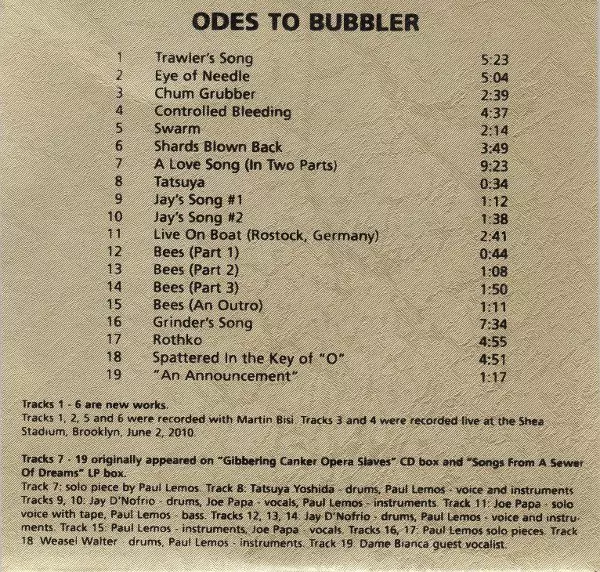 ODES TO BUBBLER
1 Trawler's Song 5:23
2 Eye of Needle 5:04
3 Chum Grubber 2:39
4 Controlled Bleeding 4:37
5 Swarm 2:14
6 Shards Blown Back 3:49
7 A Love Song (In Two Parts) 9:23
8 Tatsuya 0:34
9 Jay's Song #1 1:12
10 Jay's Song #2 1:38
11 Live On Boat (Rostock, Germany) 2:41
12 Bees (Part 1) 0:44
13 Bees (Part 2) 1:08
14 Bees (Part 3) 1:50
15 Bees (An Outro) 1:11
16 Grinder's Song 7:34
17 Rothko 4:55
18 Spattered In the Key of "O" 4:51
19 "An Announcement" 1:17
Tracks 1 - 6 are new works.
Tracks 1, 2, 5 and 6 were recorded with Martin Bisi. Tracks 3 and 4 were recorded live at the Shea
Stadium, Brooklyn, June 2, 2010.
Tracks 7 - 19 originally appeared on "Gibbering Canker Opera Slaves" CD box and "Songs From A Sewer
Of Dreams" LP box.
Track 7: solo piece by Paul Lemos. Track 8: Tatsuya Yoshida - drums, Paul Lemos - voice and instruments
Tracks 9, 10: Jay D'Nofrio - drums, Joe Papa - vocals, Paul Lemos - instruments. Track 11: Joe Papa - solo
voice with tape, Paul Lemos - bass. Tracks 12, 13, 14: Jay D'Nofrio - drums, Paul Lemos - voice and instru-
ments. Track 15: Paul Lemos - instruments, Joe Papa - vocals. Tracks 16, 17: Paul Lemos solo pieces. Track
18 Weasel Walter - drums, Paul Lemos - instruments. Track 19: Dame Bianca guest vocalist.